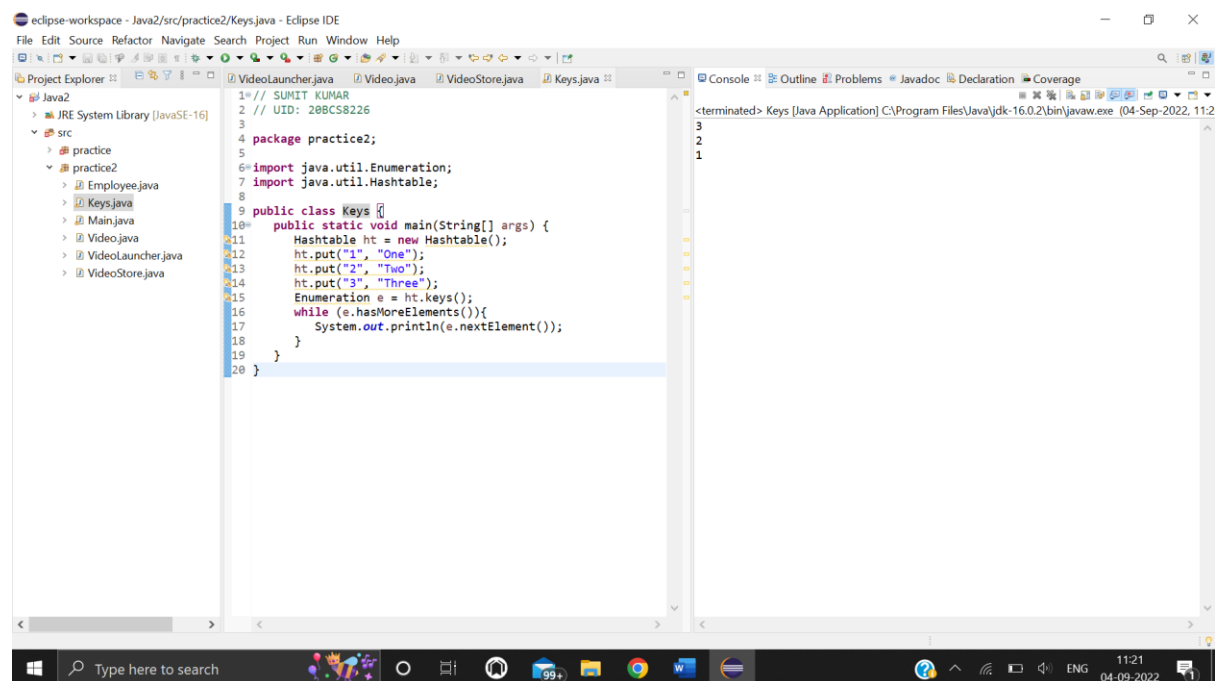 eclipse-workspace - Java2/src/practice2/Keys.java - Eclipse IDE
File Edit Source Refactor Navigate Search Project Run Window Help
Project Explorer
Java2
JRE System Library [JavaSE-16]
src
practice
practice2
Employee.java
Keys.java
Main.java
Video.java
VideoLauncher.java
VideoStore.java
VideoLauncher.java Video.java VideoStore.java Keys.java
1 // SUMIT KUMAR
2 // UID: 20BCS8226
3
4 package practice2;
5
6 import java.util.Enumeration;
7 import java.util.Hashtable;
8
9 public class Keys {
10 public static void main(String[] args) {
11 Hashtable ht = new Hashtable();
12 ht.put("1", "One");
13 ht.put("2", "Two");
14 ht.put("3", "Three");
15 Enumeration e = ht.keys();
16 while (e.hasMoreElements()){
17 System.out.println(e.nextElement());
18 }
19 }
20 }
Console Outline Problems Javadoc Declaration Coverage
<terminated> Keys [Java Application] C:\Program Files\Java\jdk-16.0.2\bin\javaw.exe (04-Sep-2022, 11:2
3
2
1
Type here to search
99+
W
ENG
11:21
04-09-2022
1